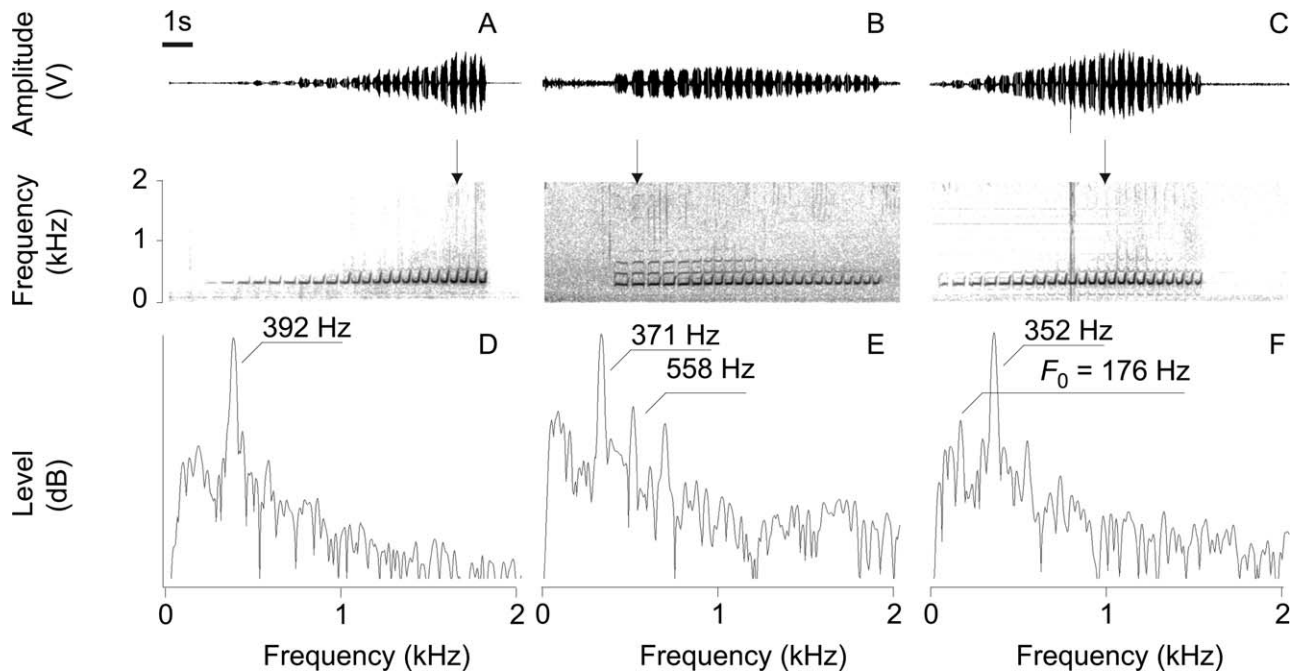 1s
A
B
C
Amplitude
(V)
2
1
0
Frequency
(kHz)
392 Hz
D
371 Hz
558 Hz
E
352 Hz
F₀ = 176 Hz
F
Level
(dB)
0 1 2 0 1 2 0 1 2
Frequency (kHz) Frequency (kHz) Frequency (kHz)